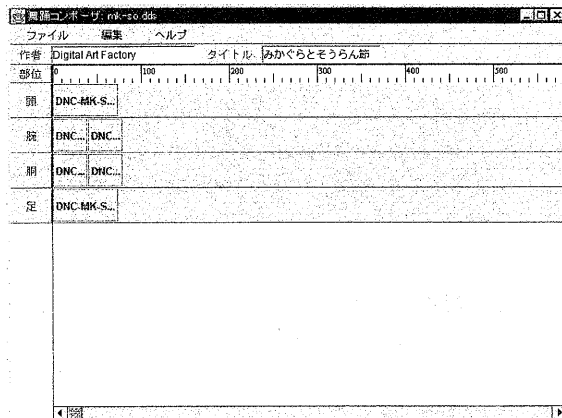 舞踊コンポーザ: mk-so.dds
ファイル 編集 ヘルプ
作者 Digital Art Factory タイトル みかぐらとそうらん節
部位 0 100 200 300 400 500
頭 DNC-MK-S...
腕 DNC... DNC...
胴 DNC... DNC...
足 DNC-MK-S...